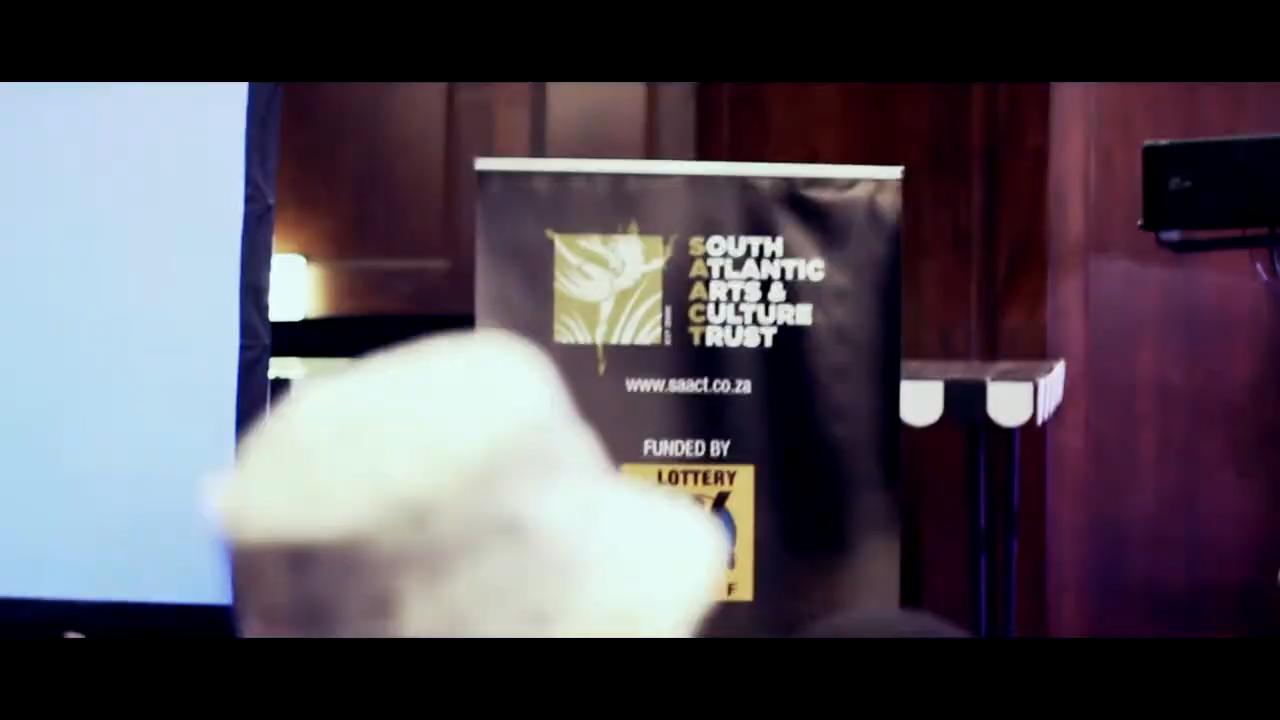 SOUTH
ATLANTIC
ARTS &
CULTURE
TRUST
www.saact.co.za
FUNDED BY
LOTTERY
F